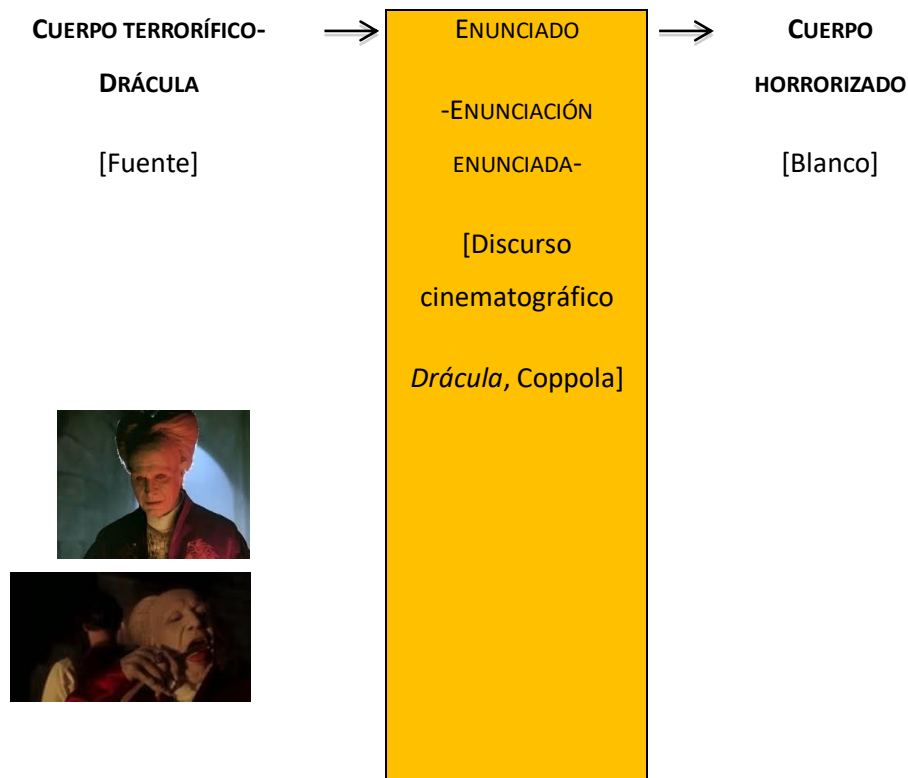 CUERPO TERRORÍFICO-
DRÁCULA
[Fuente]
ENUNCIADO
-ENUNCIACIÓN
ENUNCIADA-
[Discurso
cinematográfico
Drácula, Coppola]
CUERPO
HORRORIZADO
[Blanco]